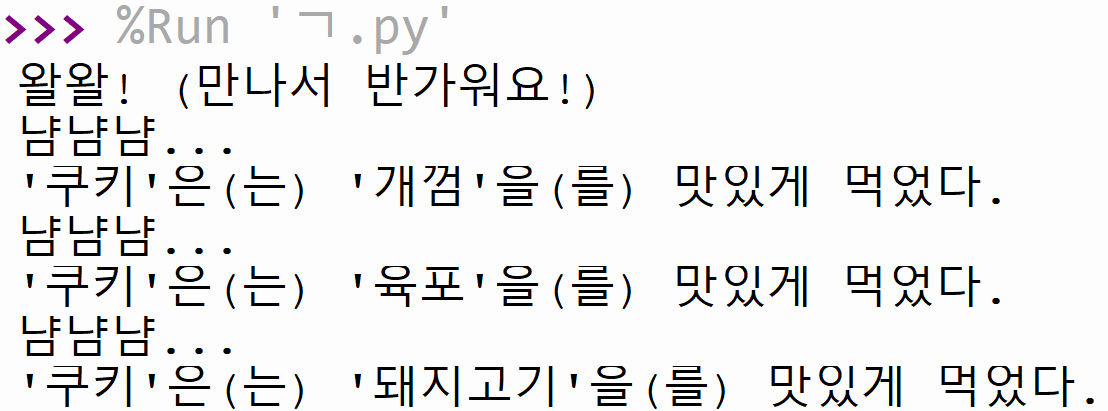 >>> %Run 'ㄱ.py'
왈왈! (만나서 반가워요!)
냠냠냠...
'쿠키'은(는) '개껌'을(를) 맛있게 먹었다.
냠냠냠...
'쿠키'은(는) '육포'을(를) 맛있게 먹었다.
냠냠냠...
'쿠키'은(는) '돼지고기'을(를) 맛있게 먹었다.